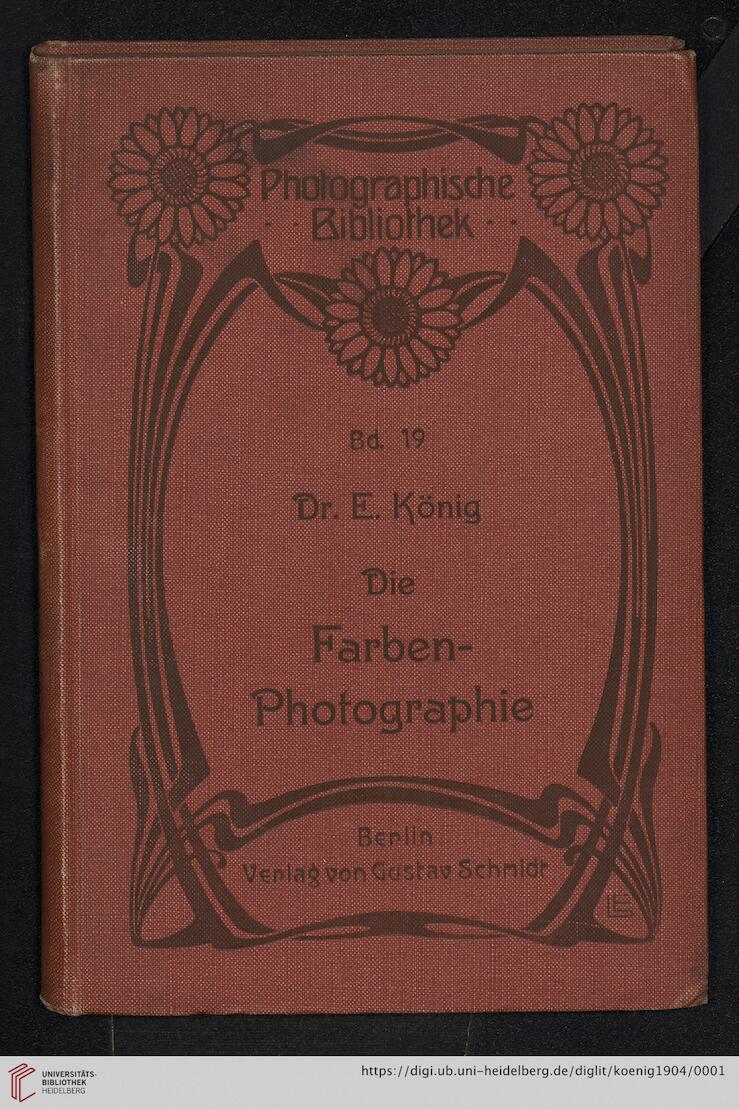 Photographische
Bibliothek
Bd. 19
Dr. E. König
Die
Farben-
Photographie
Berlin
Verlag von Gustav Schmidt
LE
UNIVERSITÄTS-
BIBLIOTHEK
HEIDELBERG
https://digi.ub.uni-heidelberg.de/diglit/koenig1904/0001